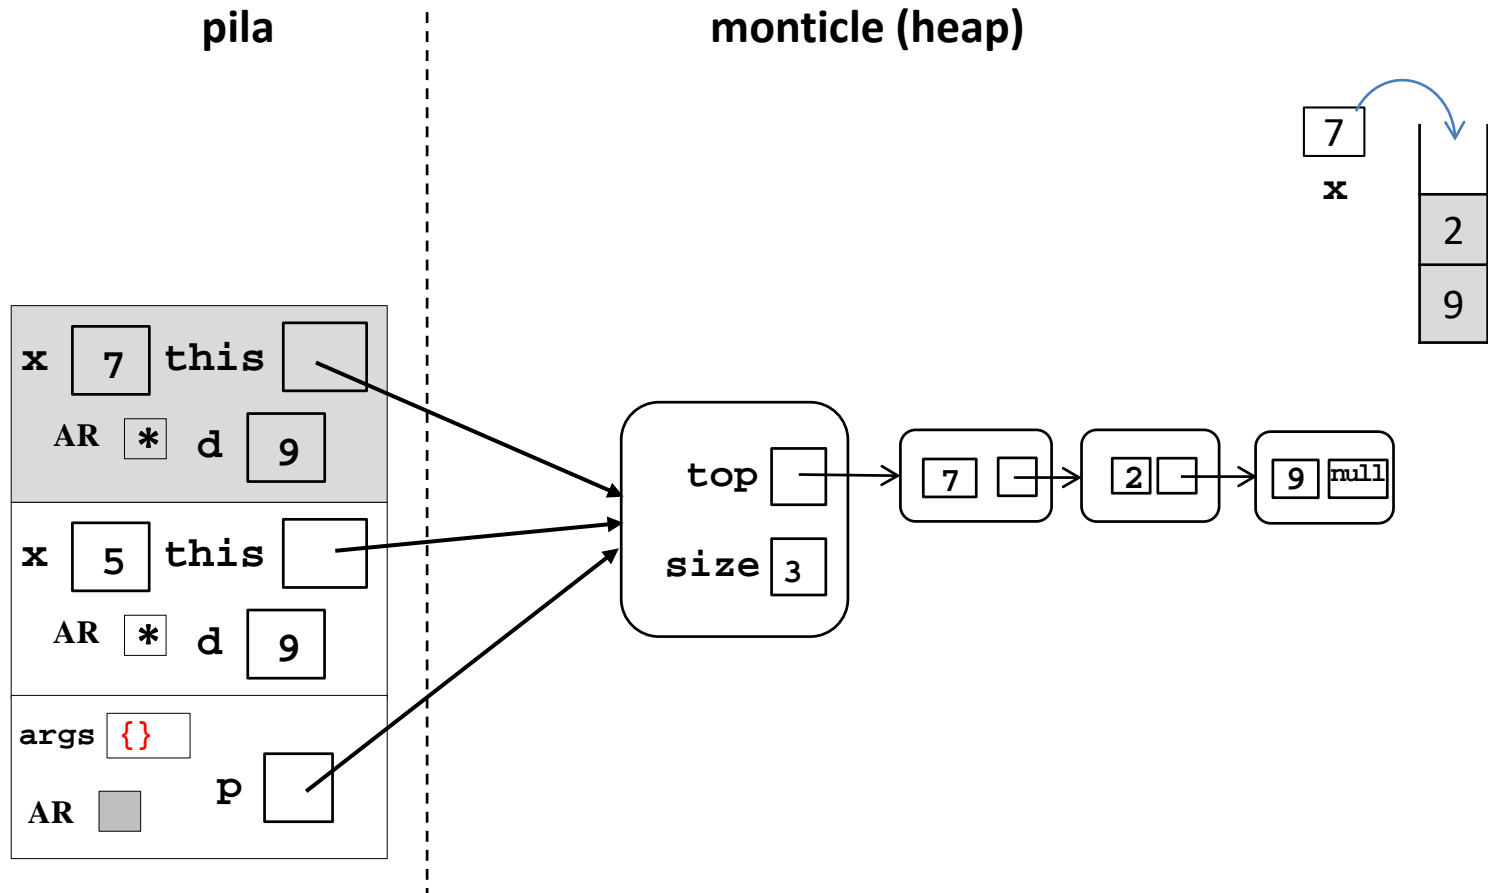 pila monticle (heap)
7
x
2
9
x 7 this
AR * d 9
top 7 2 9 null
size 3
x 5 this
AR * d 9
args {}
p
AR